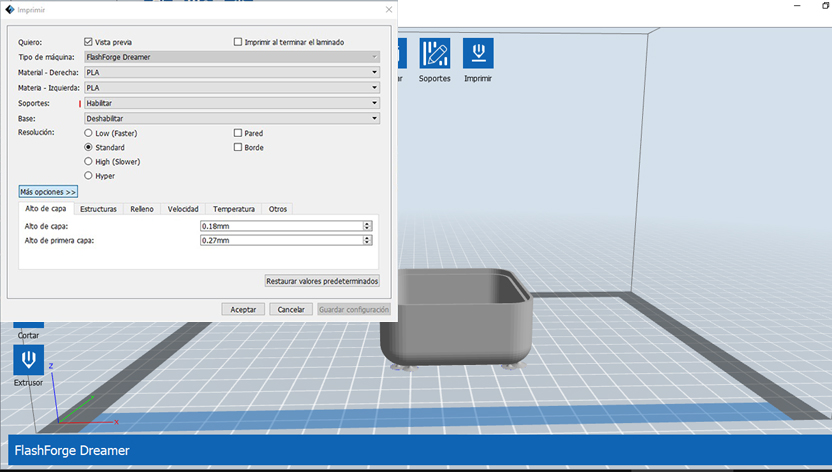 Imprimir
Quiero: Vista previa Imprimir al terminar el laminado
Tipo de máquina: FlashForge Dreamer
Material - Derecha: PLA
Materia - Izquierda: PLA
Soportes: Habilitar
Base: Deshabilitar
Resolución: Low (Faster) Pared
Standard Borde
High (Slower)
Hyper
Más opciones >>
Alto de capa Estructuras Relleno Velocidad Temperatura Otros
Alto de capa: 0.18mm
Alto de primera capa: 0.27mm
Restaurar valores predeterminados
Aceptar Cancelar Guardar configuración
ar Soportes Imprimir
Cortar
Extrusor
Z
X
FlashForge Dreamer